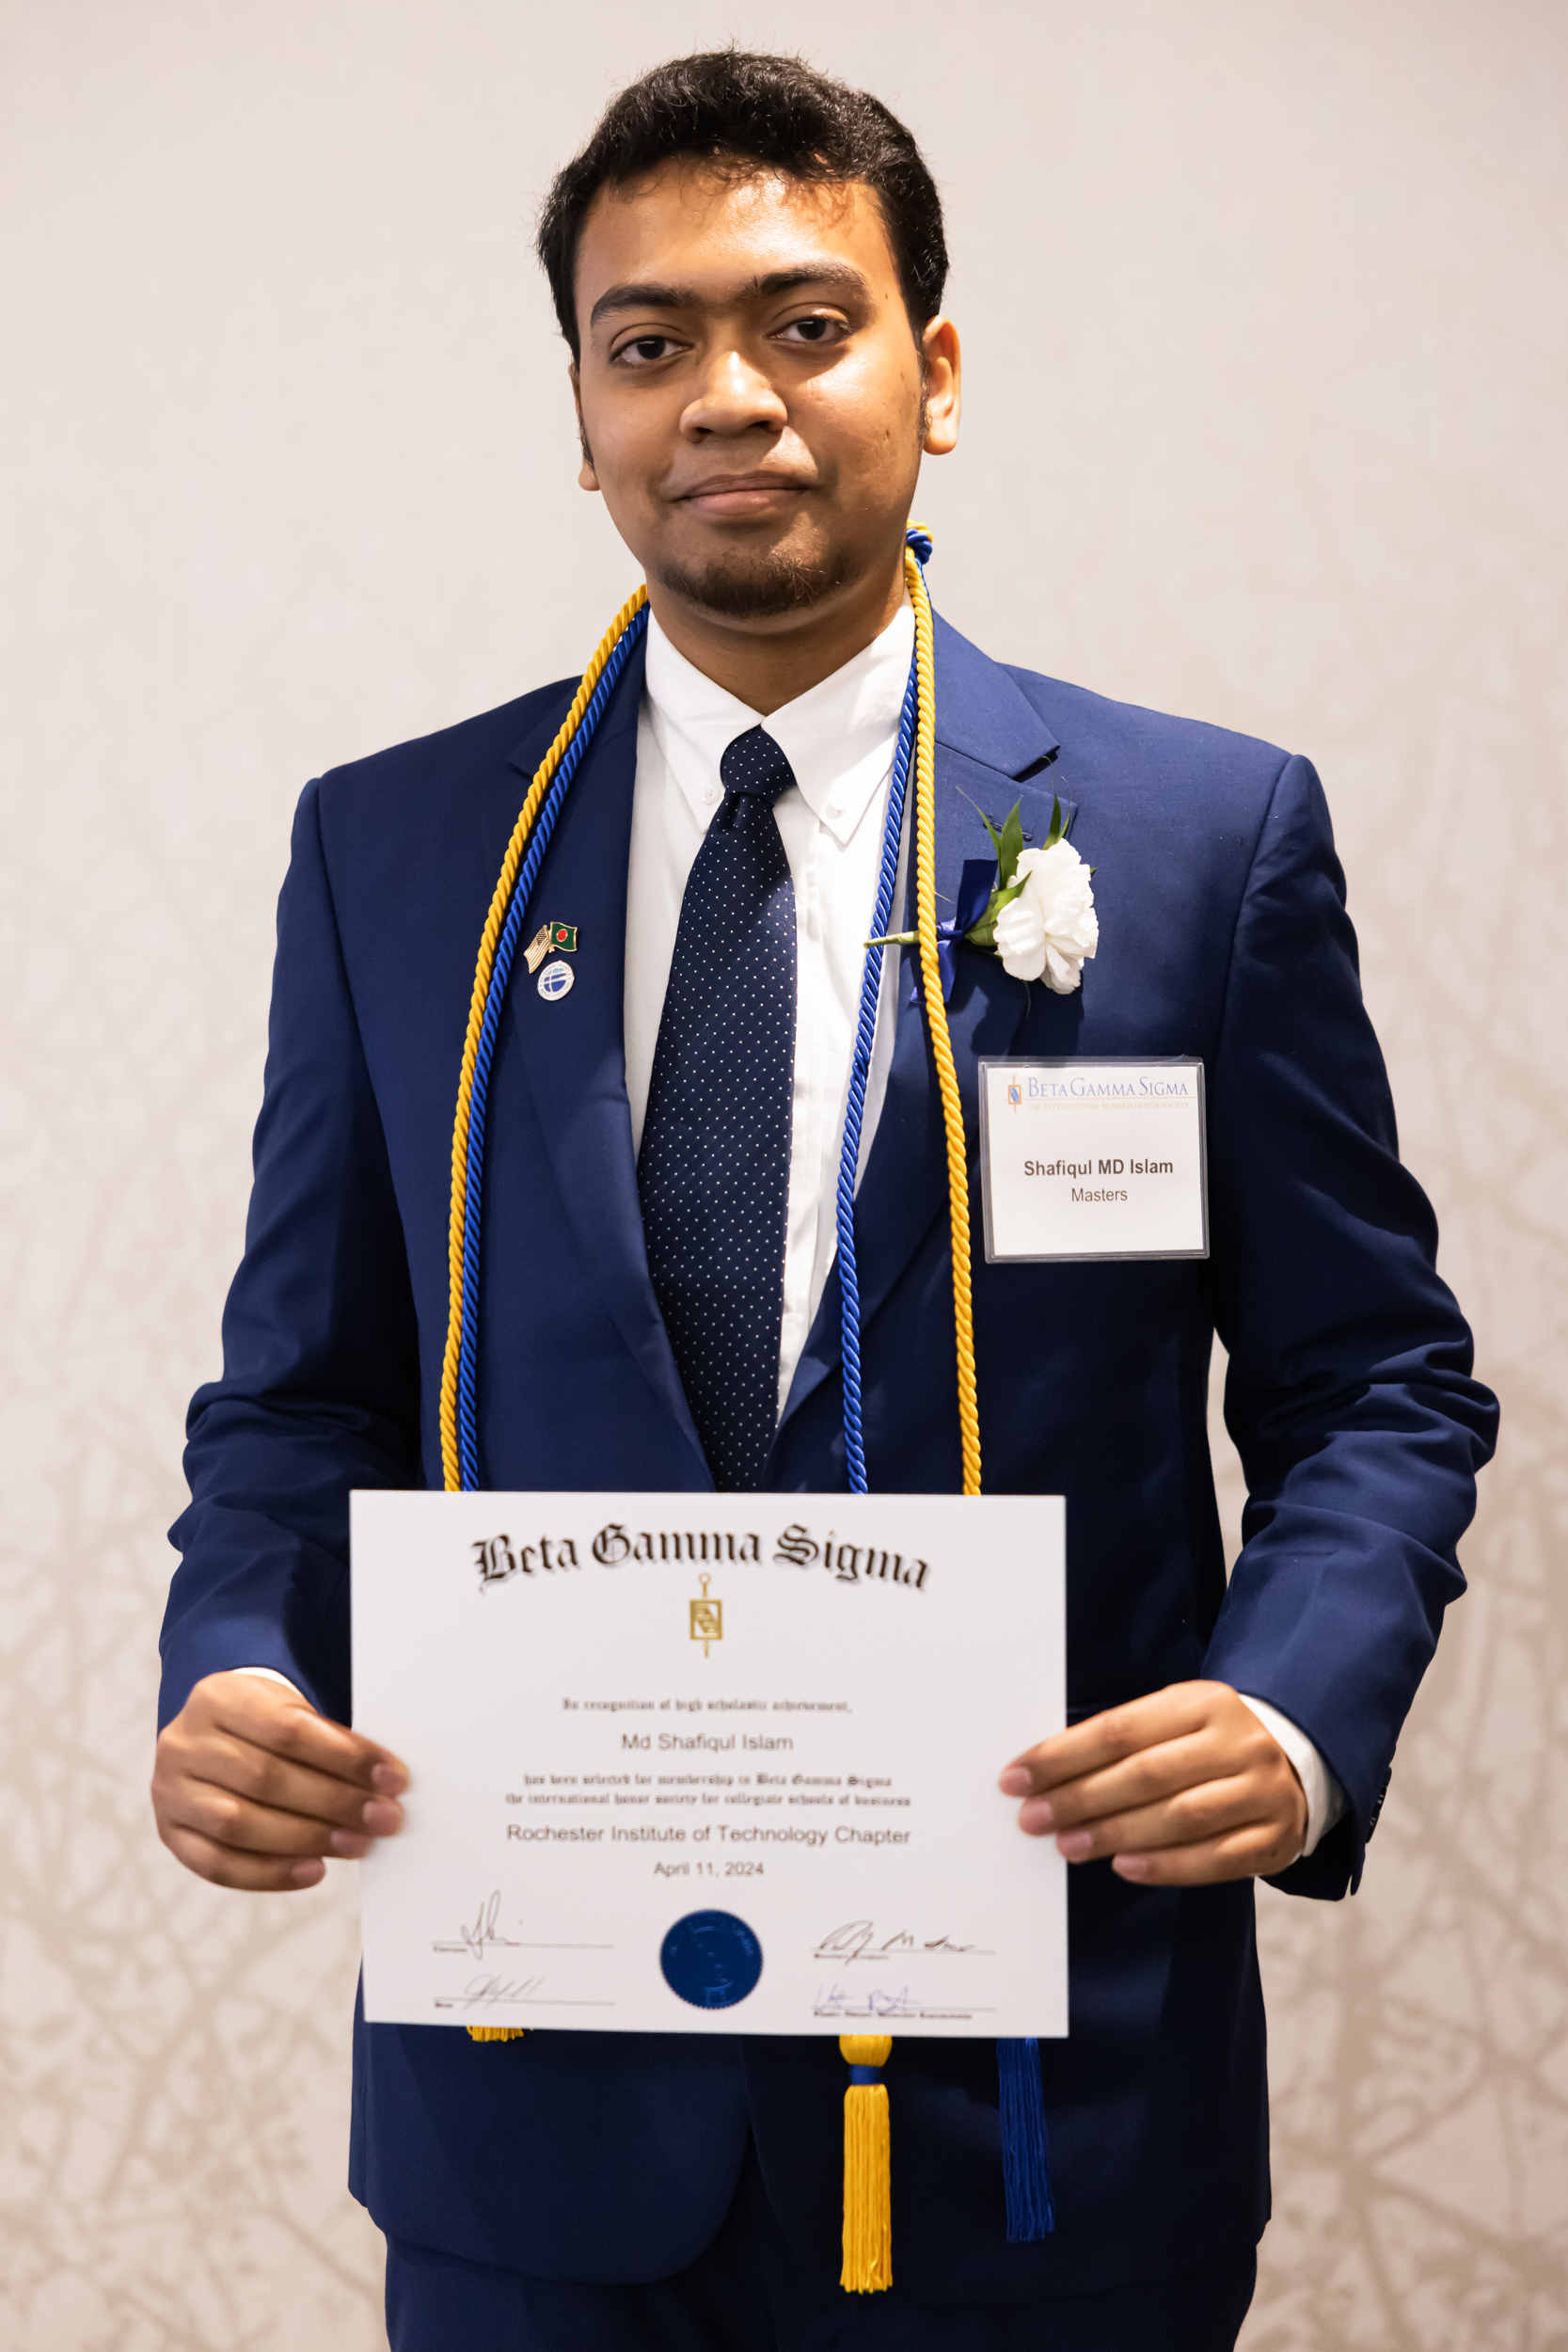 BETA GAMMA SIGMA
THE INTERNATIONAL BUSINESS HONOR SOCIETY
Shafiqul MD Islam
Masters
Beta Gamma Sigma
In recognition of high scholastic achievement,
Md Shafiqul Islam
has been selected for membership in Beta Gamma Sigma
the international honor society for collegiate schools of business
Rochester Institute of Technology Chapter
April 11, 2024